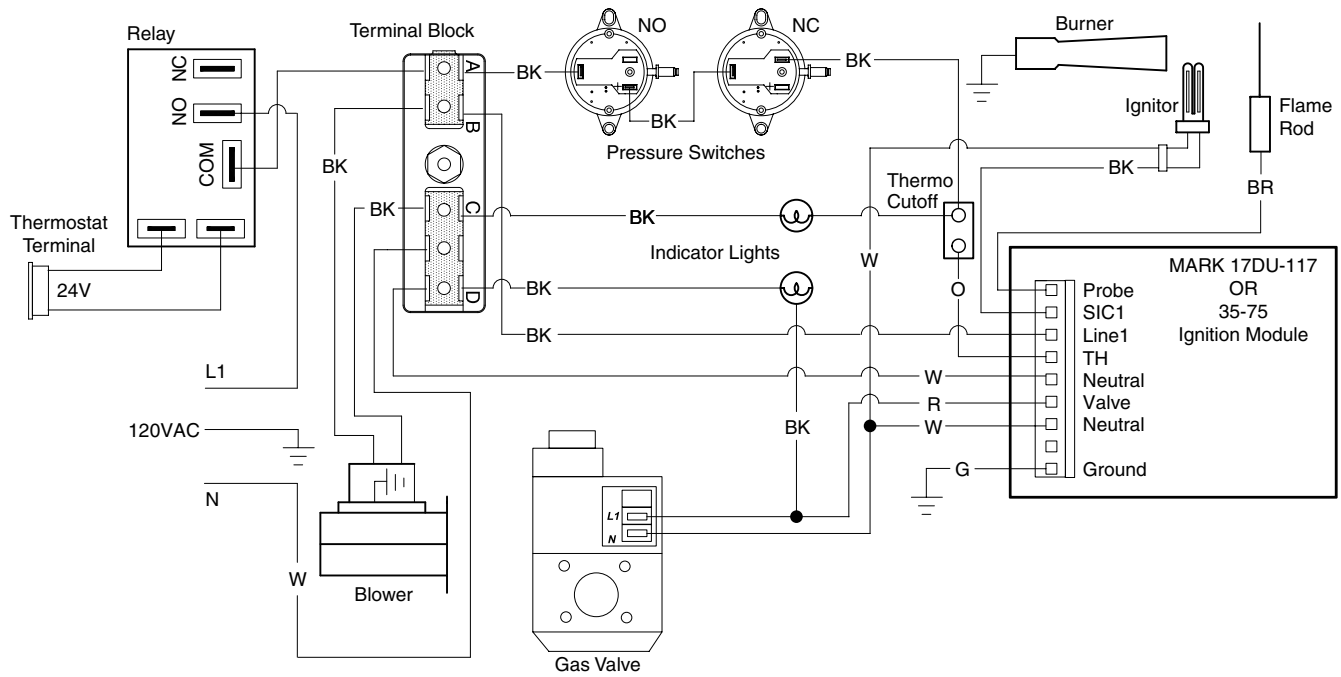 Relay
NC
NO
COM
Thermostat
Terminal
24V
L1
120VAC
N
W
BK
Blower
Terminal Block
A
B
C
D
BK
BK
NO
BK
NC
BK
Pressure Switches
BK
Indicator Lights
BK
BK
BK
L1
N
Gas Valve
Burner
Ignitor
BK
Flame
Rod
BR
Thermo
Cutoff
W
O
W
R
W
G
MARK 17DU-117
OR
35-75
Ignition Module
Probe
SIC1
Line1
TH
Neutral
Valve
Neutral
Ground